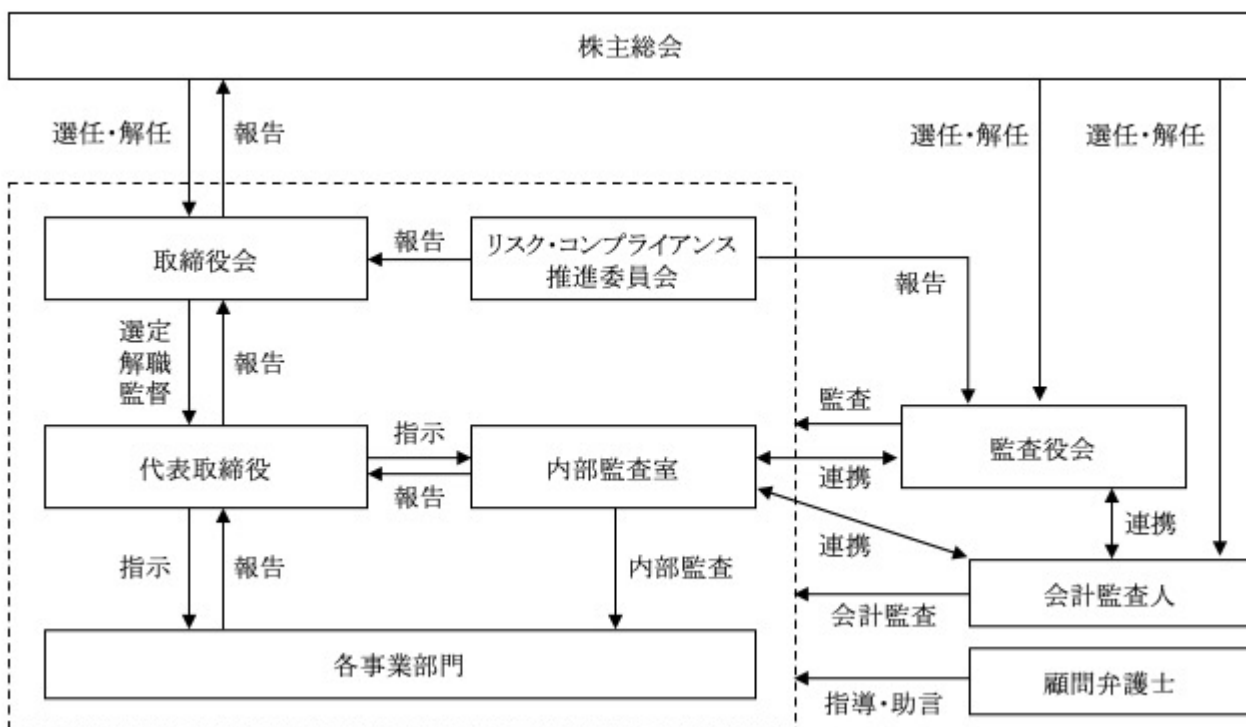 株主総会
選任・解任
報告
選任・解任
選任・解任
取締役会
報告
リスク・コンプライアンス
推進委員会
報告
選定
解職
監督
報告
監査
監査役会
代表取締役
指示
報告
内部監査室
連携
連携
連携
指示
報告
内部監査
会計監査人
会計監査
各事業部門
顧問弁護士
指導・助言